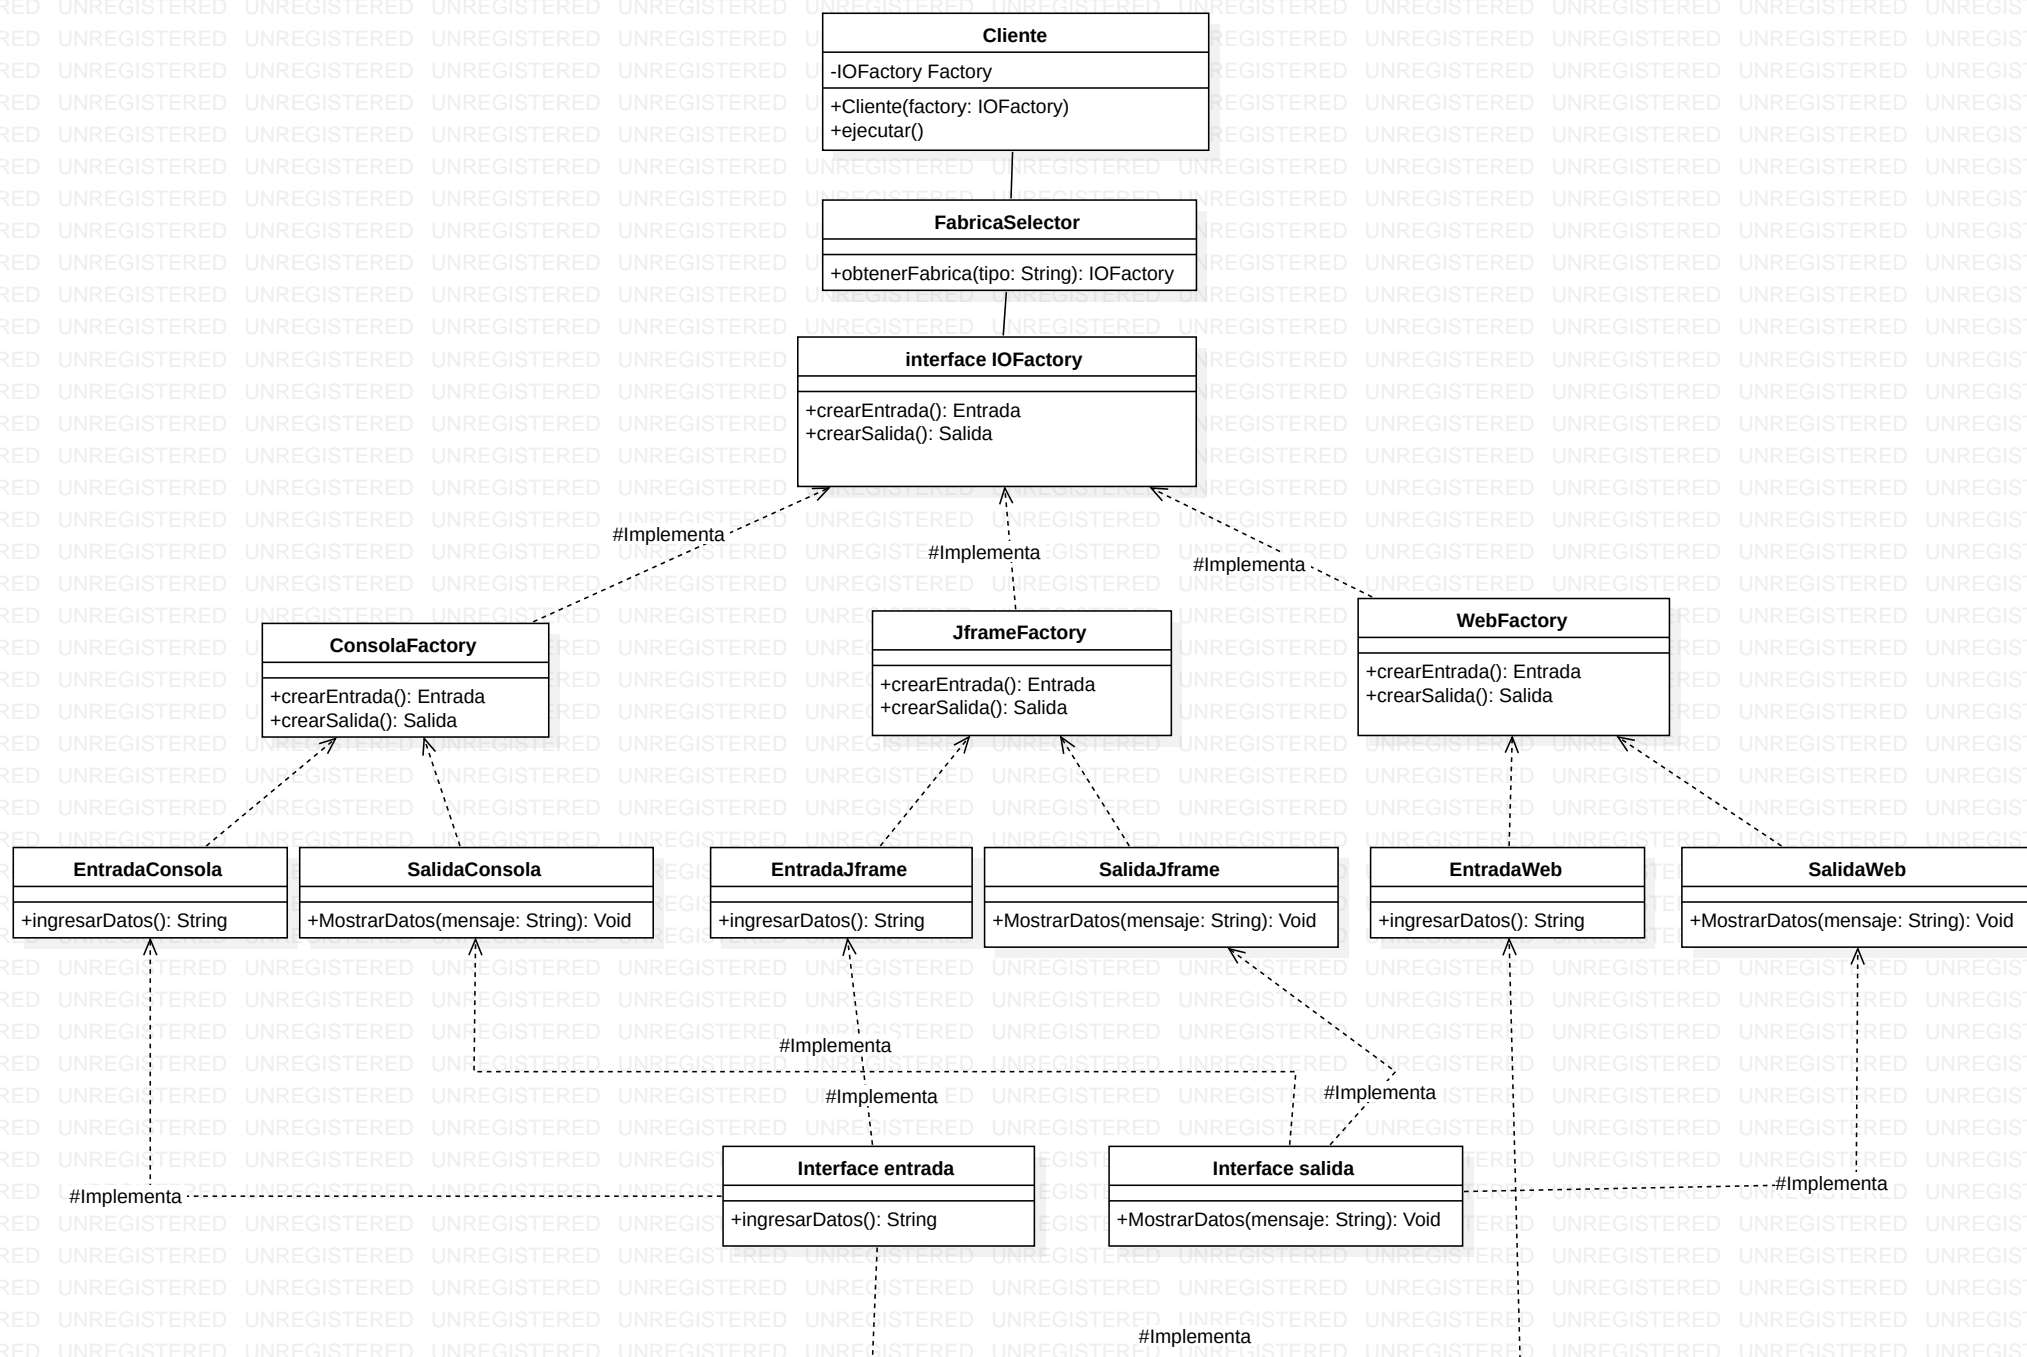 Cliente
-IOFactory Factory
+Cliente(factory: IOFactory)
+ejecutar()
FabricaSelector
+obtenerFabrica(tipo: String): IOFactory
interface IOFactory
+crearEntrada(): Entrada
+crearSalida(): Salida
#Implementa
#Implementa
#Implementa
ConsolaFactory
+crearEntrada(): Entrada
+crearSalida(): Salida
JframeFactory
+crearEntrada(): Entrada
+crearSalida(): Salida
WebFactory
+crearEntrada(): Entrada
+crearSalida(): Salida
EntradaConsola
+ingresarDatos(): String
SalidaConsola
+MostrarDatos(mensaje: String): Void
EntradaJframe
+ingresarDatos(): String
SalidaJframe
+MostrarDatos(mensaje: String): Void
EntradaWeb
+ingresarDatos(): String
SalidaWeb
+MostrarDatos(mensaje: String): Void
#Implementa
#Implementa
#Implementa
#Implementa
#Implementa
Interface entrada
+ingresarDatos(): String
Interface salida
+MostrarDatos(mensaje: String): Void
#Implementa
UNREGISTERED